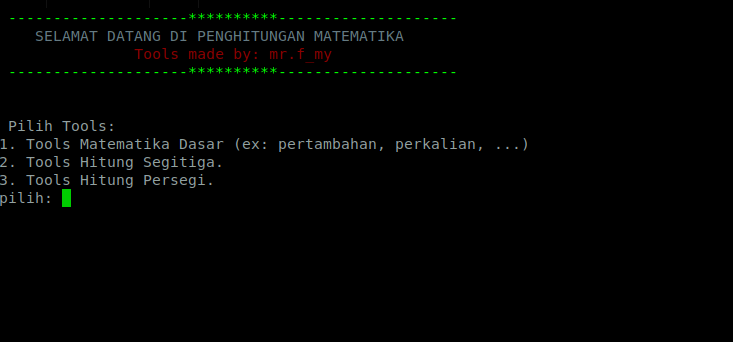 --------------------**********--------------------
SELAMAT DATANG DI PENGHITUNGAN MATEMATIKA
Tools made by: mr.f_my
--------------------**********--------------------
Pilih Tools:
1. Tools Matematika Dasar (ex: pertambahan, perkalian, ...)
2. Tools Hitung Segitiga.
3. Tools Hitung Persegi.
pilih: